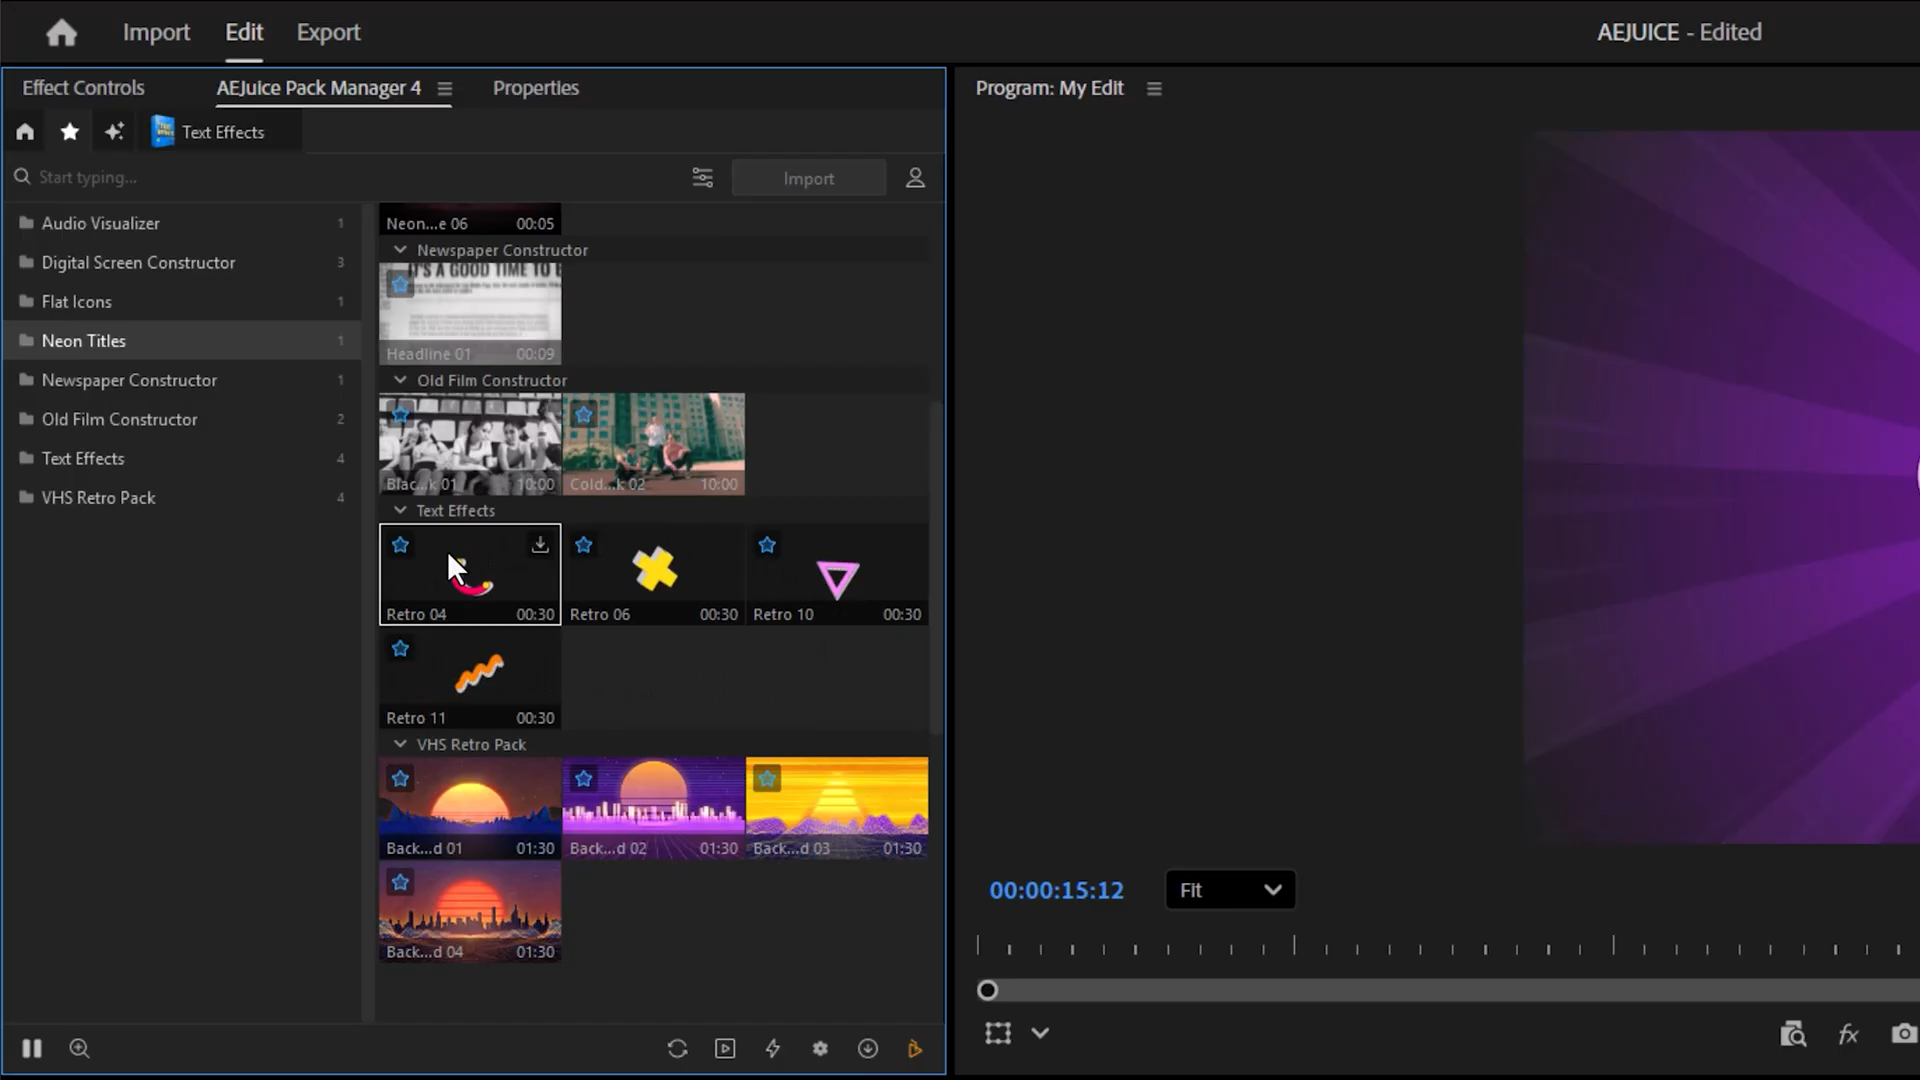 Import Edit Export AEJUICE - Edited
Effect Controls AEJuice Pack Manager 4 Properties
Program: My Edit
Text Effects
Start typing...
Import
Audio Visualizer 1
Digital Screen Constructor 3
Flat Icons 1
Neon Titles 1
Newspaper Constructor 1
Old Film Constructor 2
Text Effects 4
VHS Retro Pack 4
Neon...e 06 00:05
Newspaper Constructor
IT'S A GOOD TIME TO
Headline 01 00:09
Old Film Constructor
Blac...k 01 10:00
Cold...k 02 10:00
Text Effects
Retro 04 00:30
Retro 06 00:30
Retro 10 00:30
Retro 11 00:30
VHS Retro Pack
Back...d 01 01:30
Back...d 02 01:30
Back...d 03 01:30
Back...d 04 01:30
00:00:15:12
Fit
fx